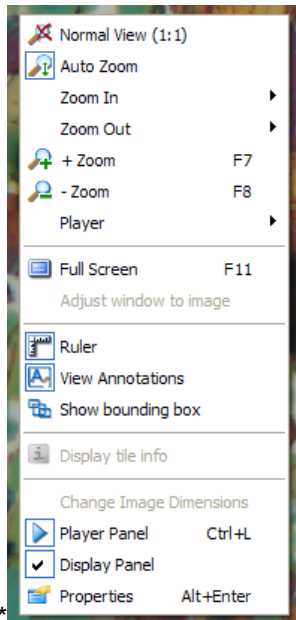 Normal View (1:1)
Auto Zoom
Zoom In
Zoom Out
+ Zoom F7
- Zoom F8
Player
Full Screen F11
Adjust window to image
Ruler
View Annotations
Show bounding box
Display tile info
Change Image Dimensions
Player Panel Ctrl+L
Display Panel
Properties Alt+Enter
*